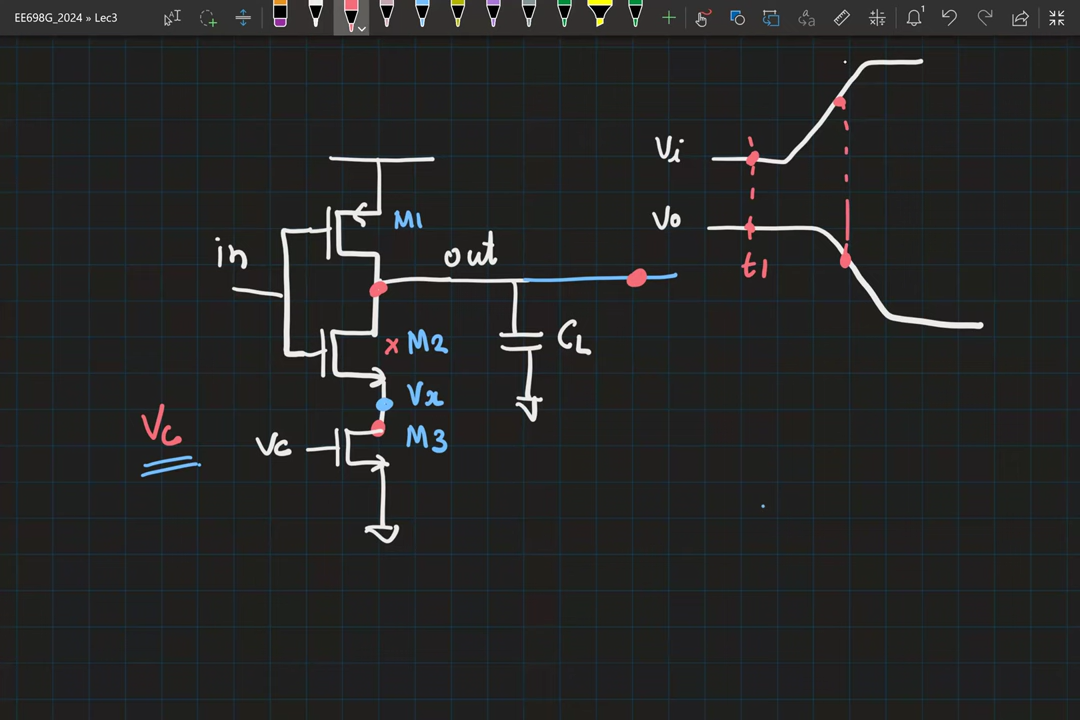 EE698G_2024 » Lec3
Vi
M1
in
out
Vo
t1
x M2
CL
Vx
Vc
Vc
M3